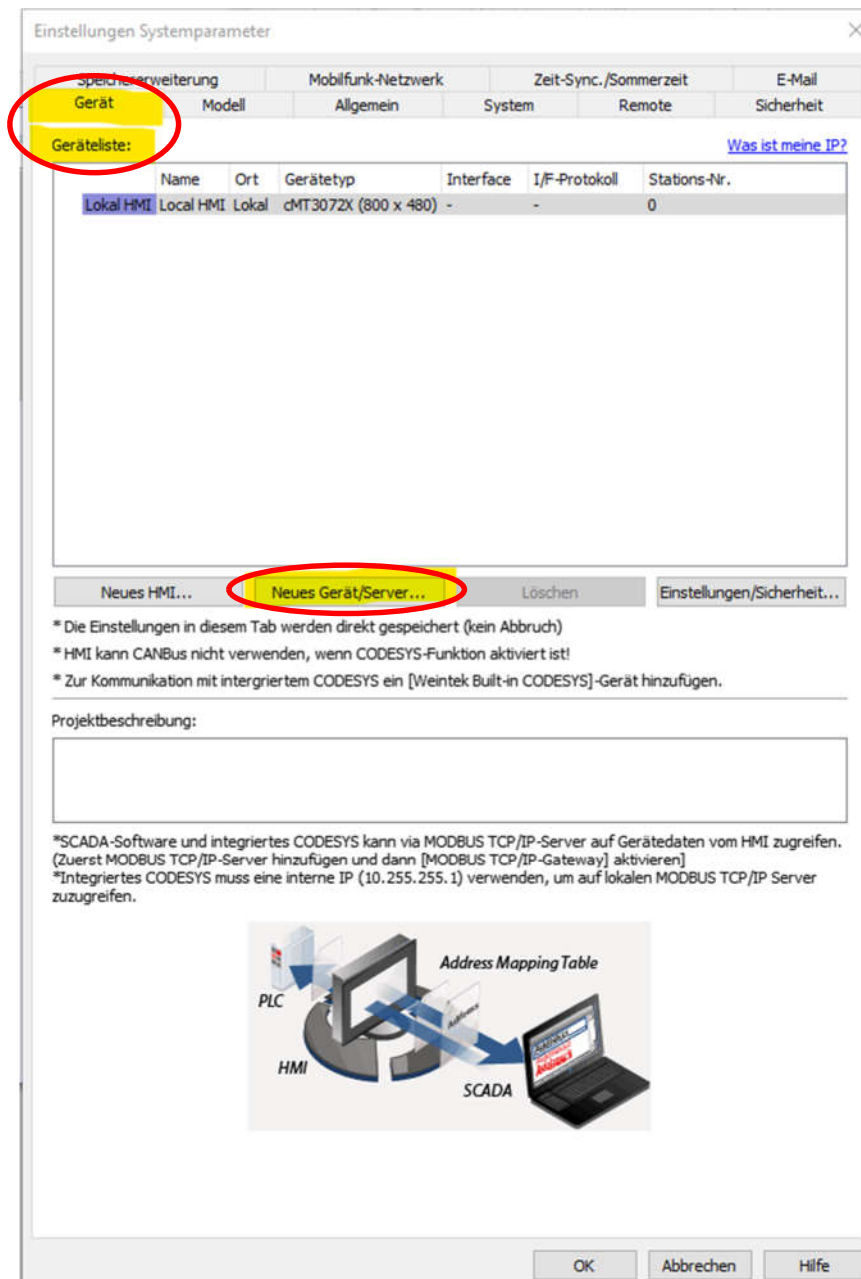 Einstellungen Systemparameter
Speichererweiterung Mobilfunk-Netzwerk Zeit-Sync./Sommerzeit E-Mail
Gerät Modell Allgemein System Remote Sicherheit
Geräteliste: Was ist meine IP?
Name Ort Gerätetyp Interface I/F-Protokoll Stations-Nr.
Lokal HMI Local HMI Lokal cMT3072X (800 x 480) - - 0
Neues HMI... Neues Gerät/Server... Löschen Einstellungen/Sicherheit...
* Die Einstellungen in diesem Tab werden direkt gespeichert (kein Abbruch)
* HMI kann CANBus nicht verwenden, wenn CODESYS-Funktion aktiviert ist!
* Zur Kommunikation mit intergriertem CODESYS ein [Weintek Built-in CODESYS]-Gerät hinzufügen.
Projektbeschreibung:
*SCADA-Software und integriertes CODESYS kann via MODBUS TCP/IP-Server auf Gerätedaten vom HMI zugreifen.
(Zuerst MODBUS TCP/IP-Server hinzufügen und dann [MODBUS TCP/IP-Gateway] aktivieren]
*Integriertes CODESYS muss eine interne IP (10.255.255.1) verwenden, um auf lokalen MODBUS TCP/IP Server
zuzugreifen.
Address Mapping Table
PLC
Address
HMI
SCADA
OK Abbrechen Hilfe